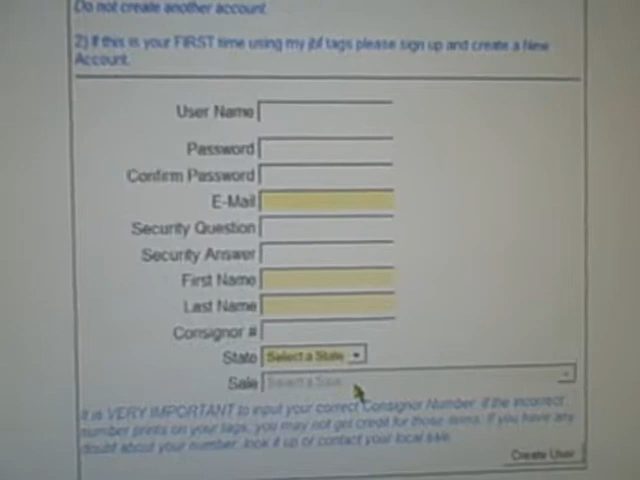 Do not create another account.
2) If this is your FIRST time using my jbf tags please sign up and create a New
Account.
User Name
Password
Confirm Password
E-Mail
Security Question
Security Answer
First Name
Last Name
Consignor #
State Select a State
Sale Select a Sale
It is VERY IMPORTANT to input your correct Consignor Number, if the incorrect
number prints on your tags, you may not get credit for those items. If you have any
doubt about your number, look it up or contact your local sale.
Create User